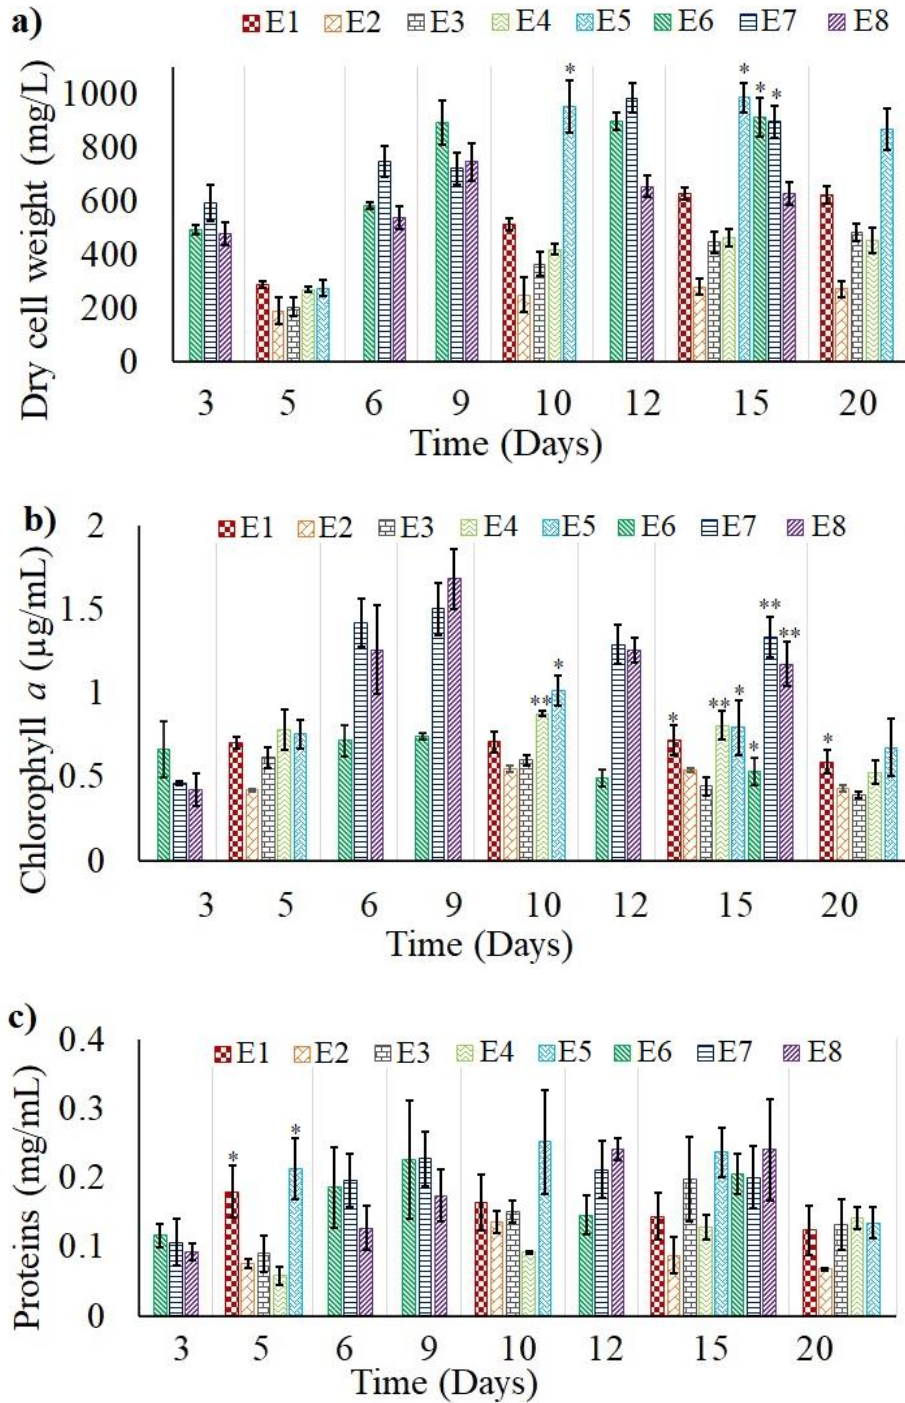 a)
E1 E2 E3 E4 E5 E6 E7 E8
Dry cell weight (mg/L)
1000
800
600
400
200
0
* * * *
3 5 6 9 10 12 15 20
Time (Days)
b)
E1 E2 E3 E4 E5 E6 E7 E8
Chlorophyll a (µg/mL)
2
1.5
1
0.5
0
** * * ** * * ** ** *
3 5 6 9 10 12 15 20
Time (Days)
c)
E1 E2 E3 E4 E5 E6 E7 E8
Proteins (mg/mL)
0.4
0.3
0.2
0.1
0
* *
3 5 6 9 10 12 15 20
Time (Days)